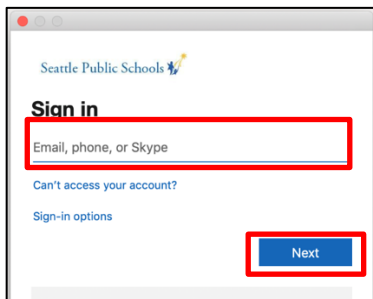 Seattle Public Schools
Sign in
Email, phone, or Skype
Can't access your account?
Sign-in options
Next